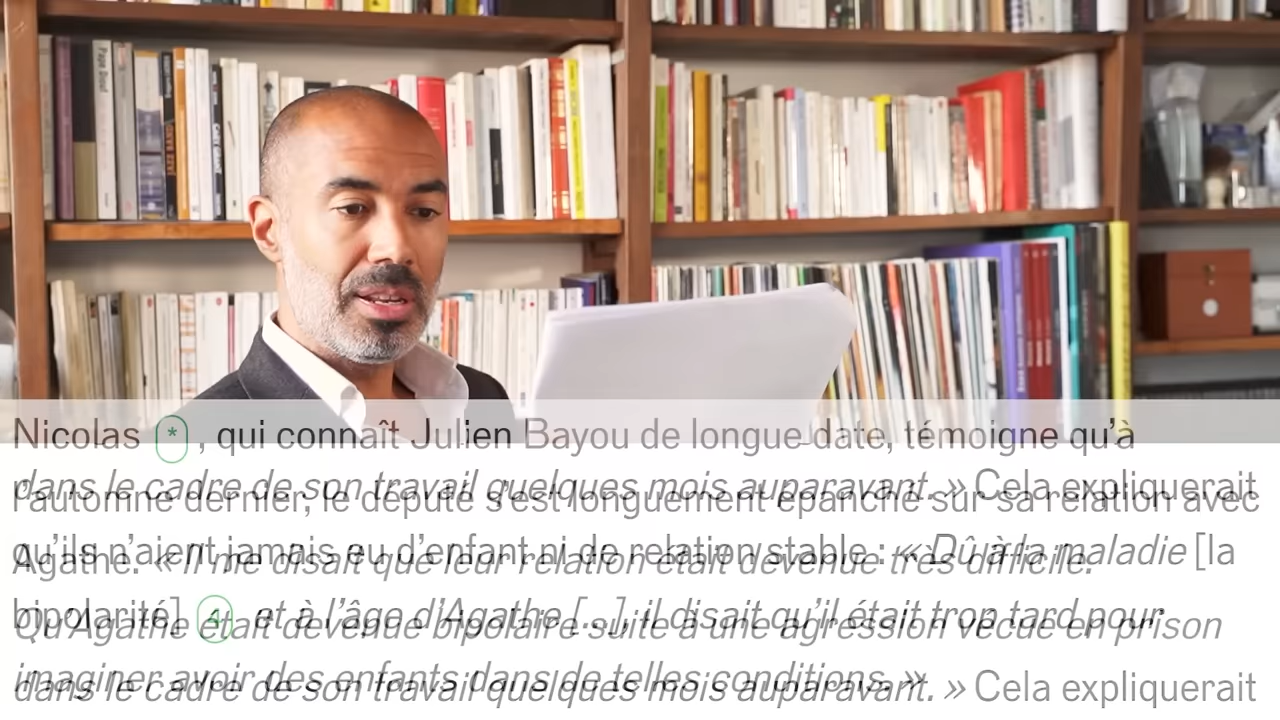 Nicolas * , qui connaît Julien Bayou de longue date, témoigne qu’à
dans le cadre de son travail quelques mois auparavant. » Cela expliquerait
l’automne dernier, le député s’est longuement épanché sur sa relation avec
qu’ils n’aient jamais eu d’enfant ni de relation stable : « Dû à la maladie [la
Agathe. « Il me disait que leur relation était devenue très difficile.
bipolarité] 4 et à l’âge d’Agathe [...], il disait qu’il était trop tard pour
Qu’Agathe était devenue bipolaire suite à une agression vécue en prison
imaginer avoir des enfants dans de telles conditions. »
dans le cadre de son travail quelques mois auparavant. » Cela expliquerait